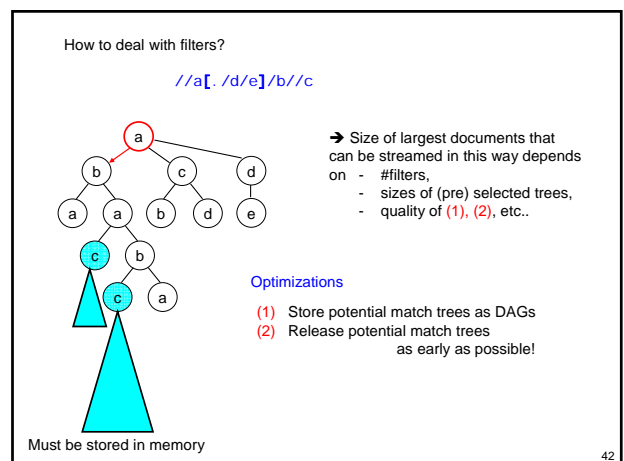 How to deal with filters?
//a[./d/e]/b//c
a
b c d
a a b d e
c b
c a
➔ Size of largest documents that
can be streamed in this way depends
on - #filters,
- sizes of (pre) selected trees,
- quality of (1), (2), etc..
Optimizations
(1) Store potential match trees as DAGs
(2) Release potential match trees
as early as possible!
Must be stored in memory
42